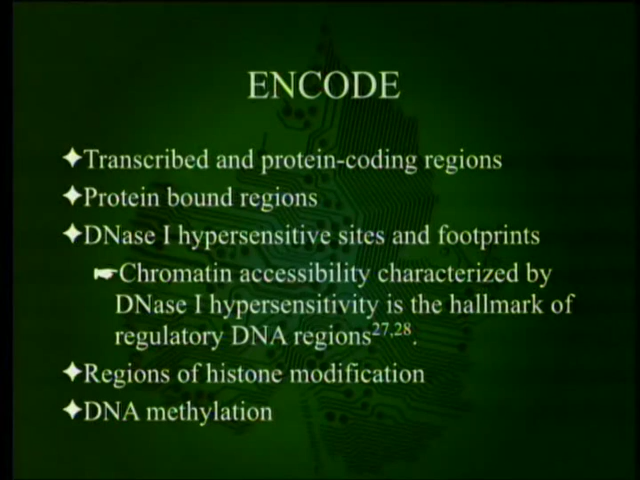 ENCODE
Transcribed and protein-coding regions
Protein bound regions
DNase I hypersensitive sites and footprints
Chromatin accessibility characterized by
DNase I hypersensitivity is the hallmark of
regulatory DNA regions27,28.
Regions of histone modification
DNA methylation